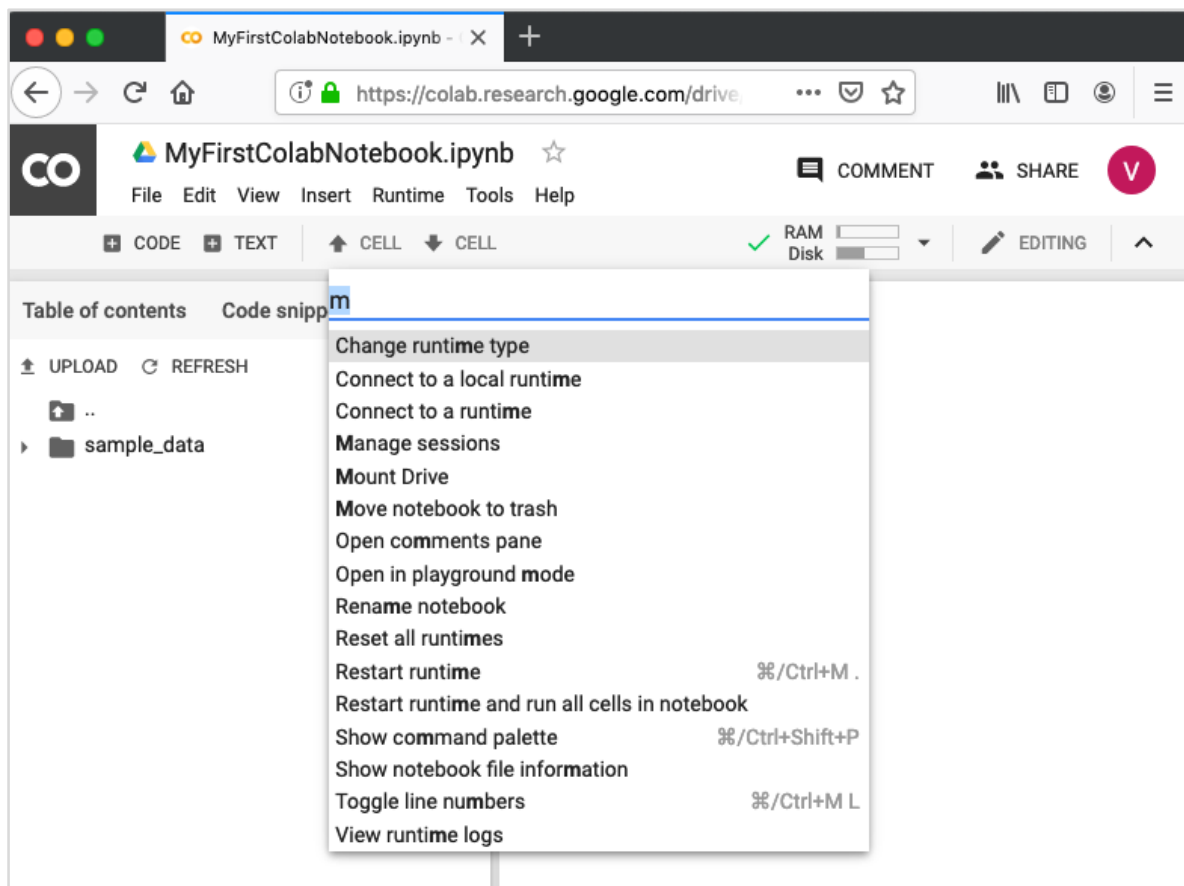 MyFirstColabNotebook.ipynb -
https://colab.research.google.com/drive
CO MyFirstColabNotebook.ipynb
COMMENT SHARE V
File Edit View Insert Runtime Tools Help
CODE TEXT CELL CELL RAM Disk EDITING
Table of contents Code snipp
m
UPLOAD REFRESH
..
sample_data
Change runtime type
Connect to a local runtime
Connect to a runtime
Manage sessions
Mount Drive
Move notebook to trash
Open comments pane
Open in playground mode
Rename notebook
Reset all runtimes
Restart runtime ⌘/Ctrl+M .
Restart runtime and run all cells in notebook
Show command palette ⌘/Ctrl+Shift+P
Show notebook file information
Toggle line numbers ⌘/Ctrl+M L
View runtime logs